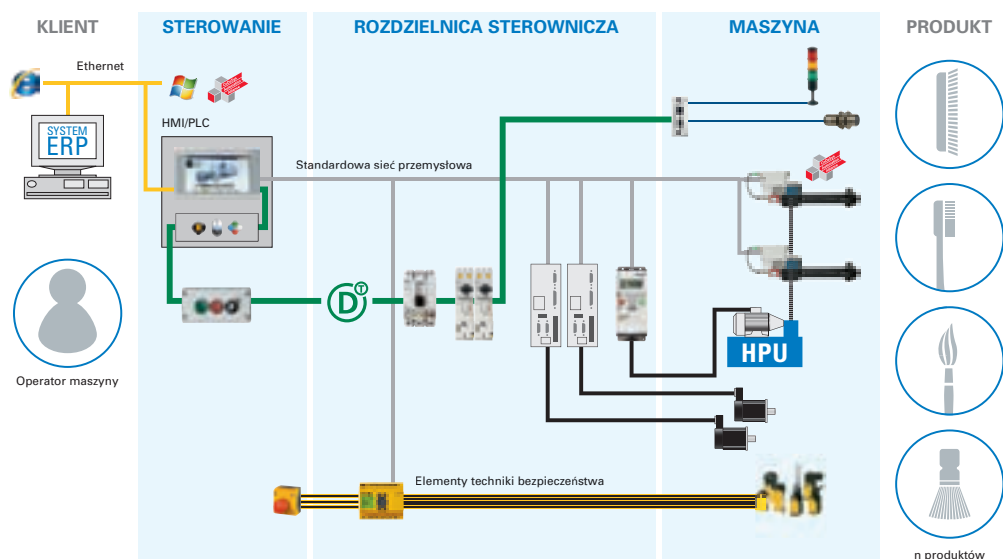 KLIENT
STEROWANIE
ROZDZIELNICA STEROWNICZA
MASZYNA
PRODUKT
Ethernet
SYSTEM
ERP
HMI/PLC
Standardowa sieć przemysłowa
D T
HPU
Operator maszyny
Elementy techniki bezpieczeństwa
n produktów